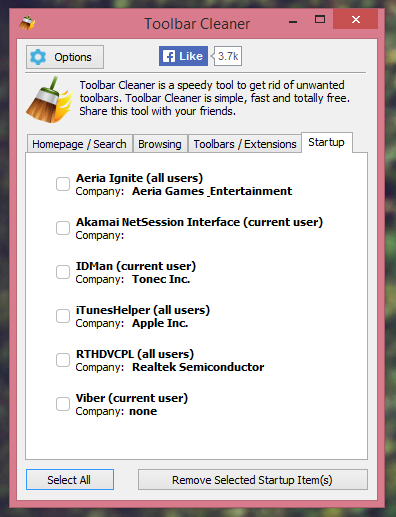 Toolbar Cleaner
Options
Like 3.7k
Toolbar Cleaner is a speedy tool to get rid of unwanted
toolbars. Toolbar Cleaner is simple, fast and totally free.
Share this tool with your friends.
Homepage / Search Browsing Toolbars / Extensions Startup
Aeria Ignite (all users)
Company: Aeria Games _Entertainment
Akamai NetSession Interface (current user)
Company:
IDMan (current user)
Company: Tonec Inc.
iTunesHelper (all users)
Company: Apple Inc.
RTHDVCPL (all users)
Company: Realtek Semiconductor
Viber (current user)
Company: none
Select All Remove Selected Startup Item(s)